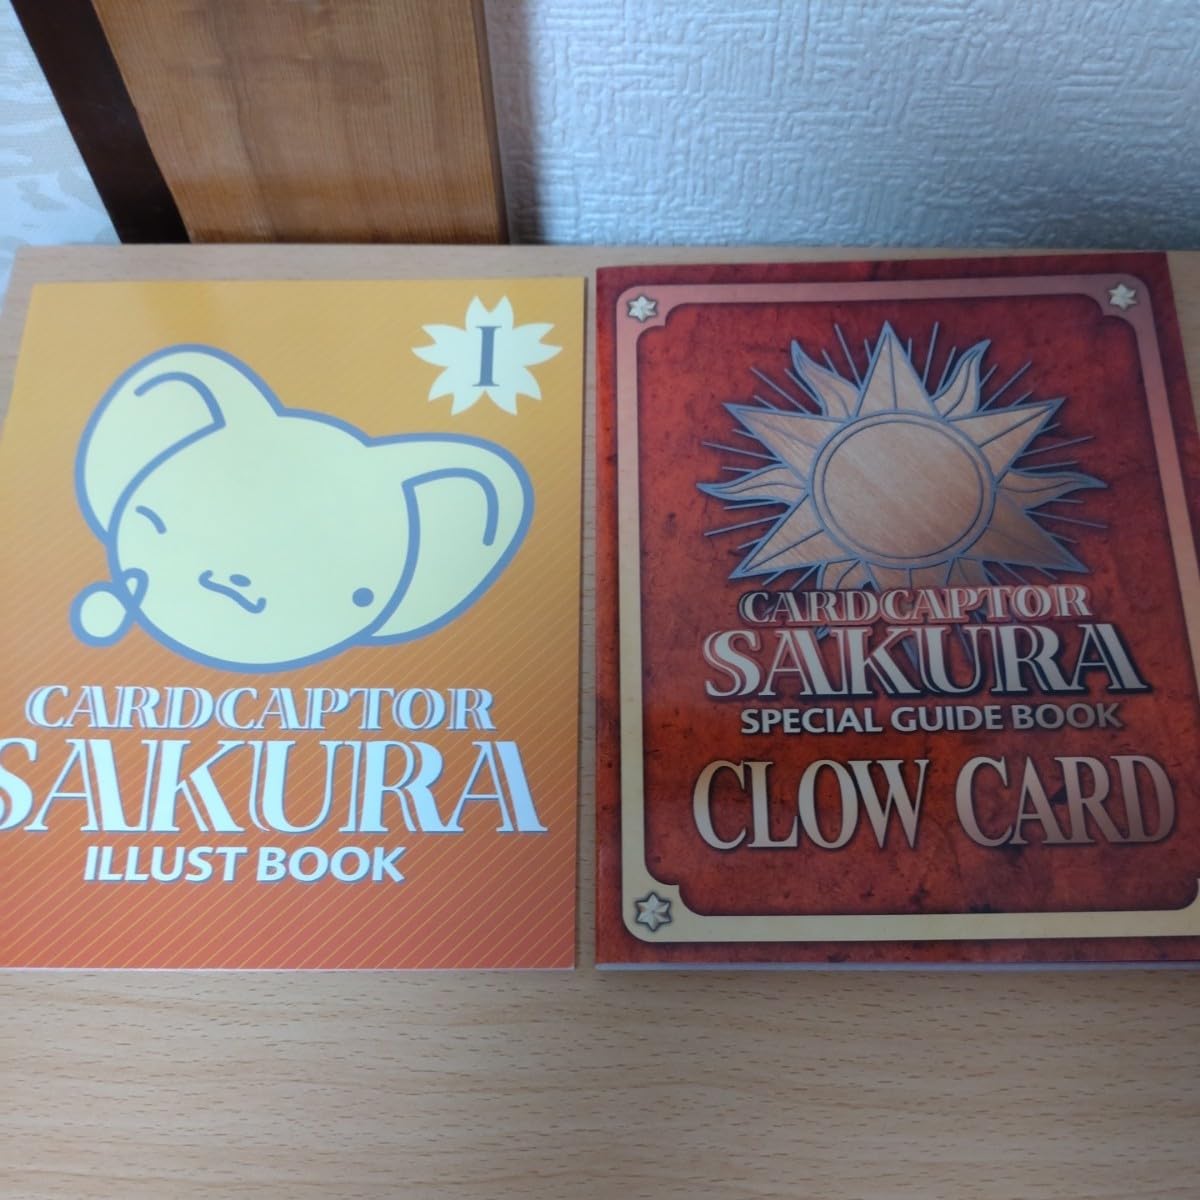 I
CARDCAPTOR
SAKURA
ILLUST BOOK
CARDCAPTOR
SAKURA
SPECIAL GUIDE BOOK
CLOW CARD